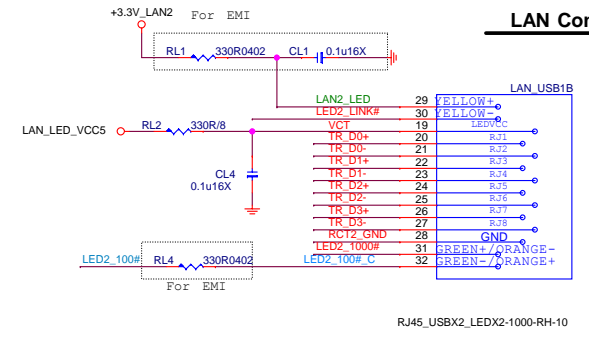 +3.3V_LAN2
For EMI
LAN Con
RL1
330R0402
CL1
0.1u16X
LAN_USB1B
LAN2_LED
29
YELLOW+
LED2_LINK#
30
YELLOW-
LAN_LED_VCC5
RL2
330R/8
VCT
19
LEDVCC
TR_D0+
20
RJ1
TR_D0-
21
RJ2
TR_D1+
22
RJ3
TR_D1-
23
RJ4
TR_D2+
24
RJ5
TR_D2-
25
RJ6
TR_D3+
26
RJ7
TR_D3-
27
RJ8
CL4
0.1u16X
RCT2_GND
28
GND
LED2_1000#
31
GREEN+/ORANGE-
LED2_100#
RL4
330R0402
LED2_100#_C
32
GREEN-/ORANGE+
For EMI
RJ45_USBX2_LEDX2-1000-RH-10